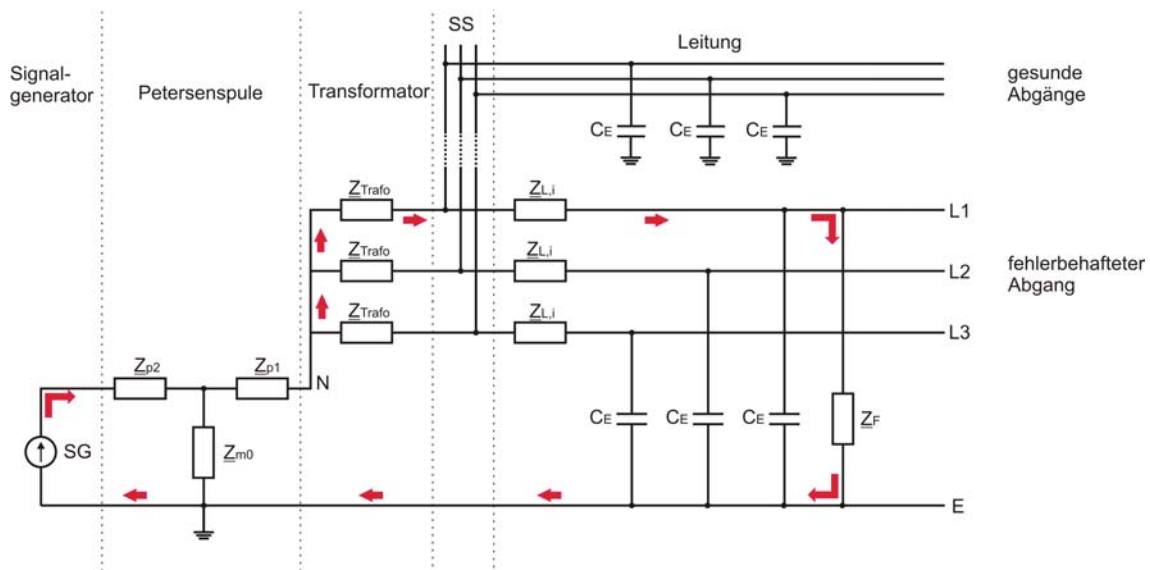 SS
Leitung
Signal-
generator
Petersenspule
Transformator
gesunde
Abgänge
CE
CE
CE
ZTrafo
ZL,i
L1
ZTrafo
ZL,i
L2
fehlerbehafteter
Abgang
ZTrafo
ZL,i
L3
Zp2
Zp1
N
CE
CE
CE
ZF
SG
Zm0
E